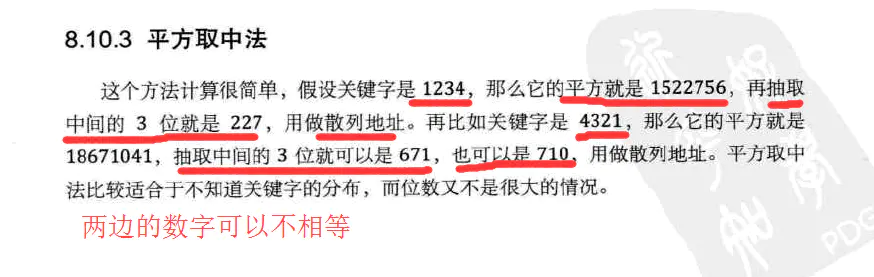 8.10.3 平方取中法
这个方法计算很简单，假设关键字是 1234，那么它的平方就是 1522756，再抽取
中间的 3 位就是 227，用做散列地址。再比如关键字是 4321，那么它的平方就是
18671041，抽取中间的 3 位就可以是 671，也可以是 710，用做散列地址。平方取中
法比较适合于不知道关键字的分布，而位数又不是很大的情况。
两边的数字可以不相等
PDG